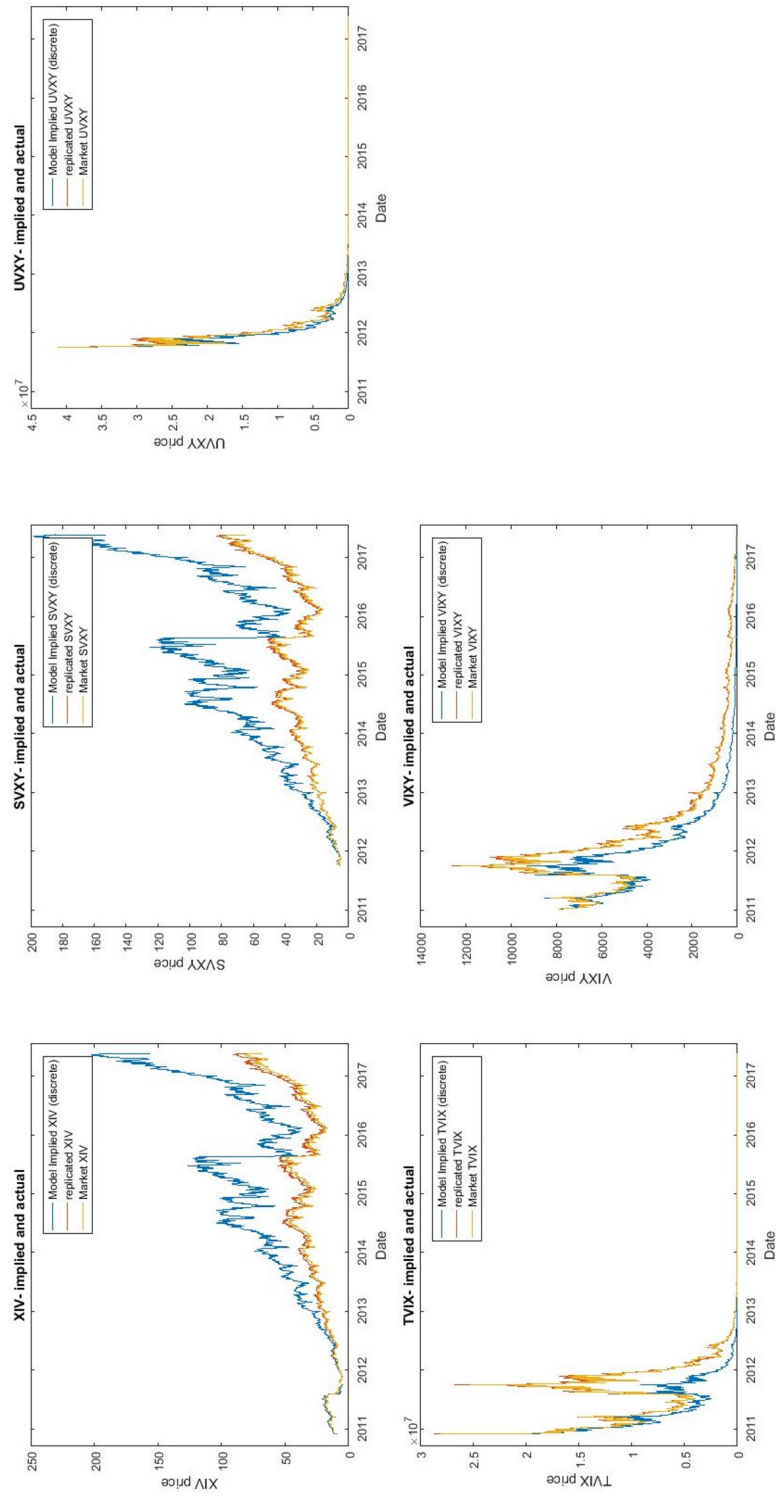 XIV- implied and actual
Model Implied XIV (discrete)
replicated XIV
Market XIV
XIV price
250
200
150
100
50
0
2011
2012
2013
2014
2015
2016
2017
Date
SVXY- implied and actual
Model Implied SVXY (discrete)
replicated SVXY
Market SVXY
SVXY price
200
180
160
140
120
100
80
60
40
20
0
2011
2012
2013
2014
2015
2016
2017
Date
UVXY- implied and actual
×10^7
Model Implied UVXY (discrete)
replicated UVXY
Market UVXY
UVXY price
4.5
4
3.5
3
2.5
2
1.5
1
0.5
0
2011
2012
2013
2014
2015
2016
2017
Date
TVIX- implied and actual
×10^7
Model Implied TVIX (discrete)
replicated TVIX
Market TVIX
TVIX price
3
2.5
2
1.5
1
0.5
0
2011
2012
2013
2014
2015
2016
2017
Date
VIXY- implied and actual
Model Implied VIXY (discrete)
replicated VIXY
Market VIXY
VIXY price
14000
12000
10000
8000
6000
4000
2000
0
2011
2012
2013
2014
2015
2016
2017
Date